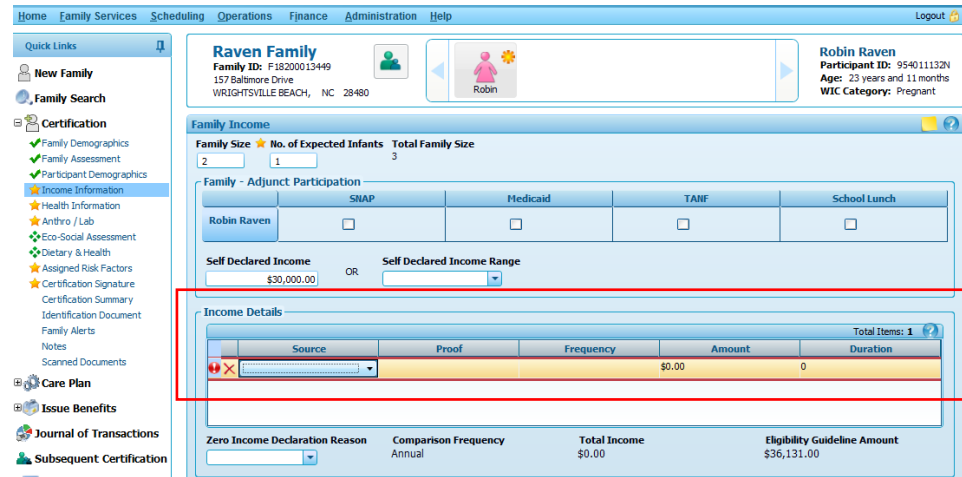 Home Family Services Scheduling Operations Finance Administration Help Logout
Quick Links
New Family
Family Search
Certification
Family Demographics
Family Assessment
Participant Demographics
Income Information
Health Information
Anthro / Lab
Eco-Social Assessment
Dietary & Health
Assigned Risk Factors
Certification Signature
Certification Summary
Identification Document
Family Alerts
Notes
Scanned Documents
Care Plan
Issue Benefits
Journal of Transactions
Subsequent Certification
Raven Family
Family ID: F18200013449
157 Baltimore Drive
WRIGHTSVILLE BEACH, NC 28480
Robin
Robin Raven
Participant ID: 954011132N
Age: 23 years and 11 months
WIC Category: Pregnant
Family Income
Family Size No. of Expected Infants Total Family Size
2 1 3
Family - Adjunct Participation
SNAP Medicaid TANF School Lunch
Robin Raven
Self Declared Income OR Self Declared Income Range
$30,000.00
Income Details
Total Items: 1
Source Proof Frequency Amount Duration
$0.00 0
Zero Income Declaration Reason Comparison Frequency Total Income Eligibility Guideline Amount
Annual $0.00 $36,131.00